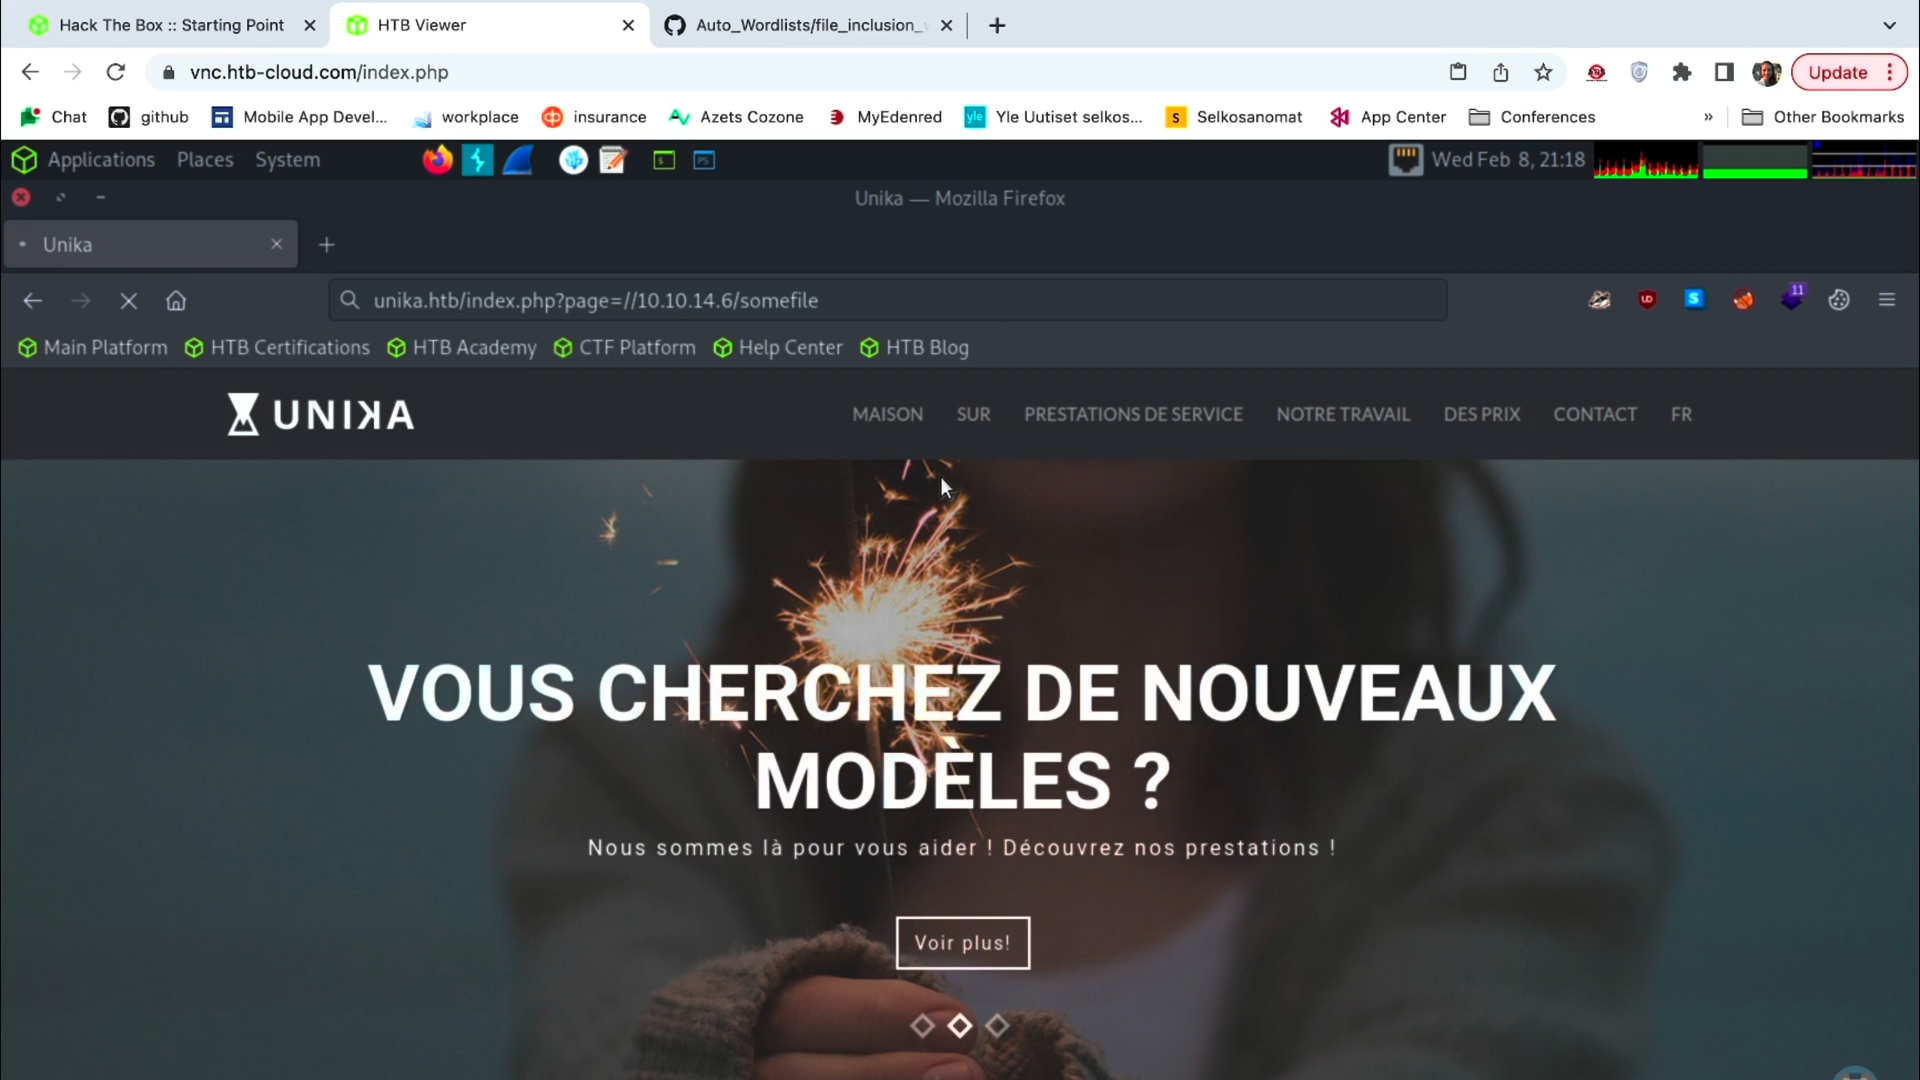 Hack The Box :: Starting Point
HTB Viewer
Auto_Wordlists/file_inclusion_
vnc.htb-cloud.com/index.php
Update
Chat
github
Mobile App Devel...
workplace
insurance
Azets Cozone
MyEdenred
yle
Yle Uutiset selkos...
S
Selkosanomat
App Center
Conferences
»
Other Bookmarks
Applications
Places
System
$
PS
Wed Feb 8, 21:18
Unika — Mozilla Firefox
Unika
unika.htb/index.php?page=//10.10.14.6/somefile
S
11
Main Platform
HTB Certifications
HTB Academy
CTF Platform
Help Center
HTB Blog
UNIKA
MAISON
SUR
PRESTATIONS DE SERVICE
NOTRE TRAVAIL
DES PRIX
CONTACT
FR
VOUS CHERCHEZ DE NOUVEAUX
MODÈLES ?
Nous sommes là pour vous aider ! Découvrez nos prestations !
Voir plus!